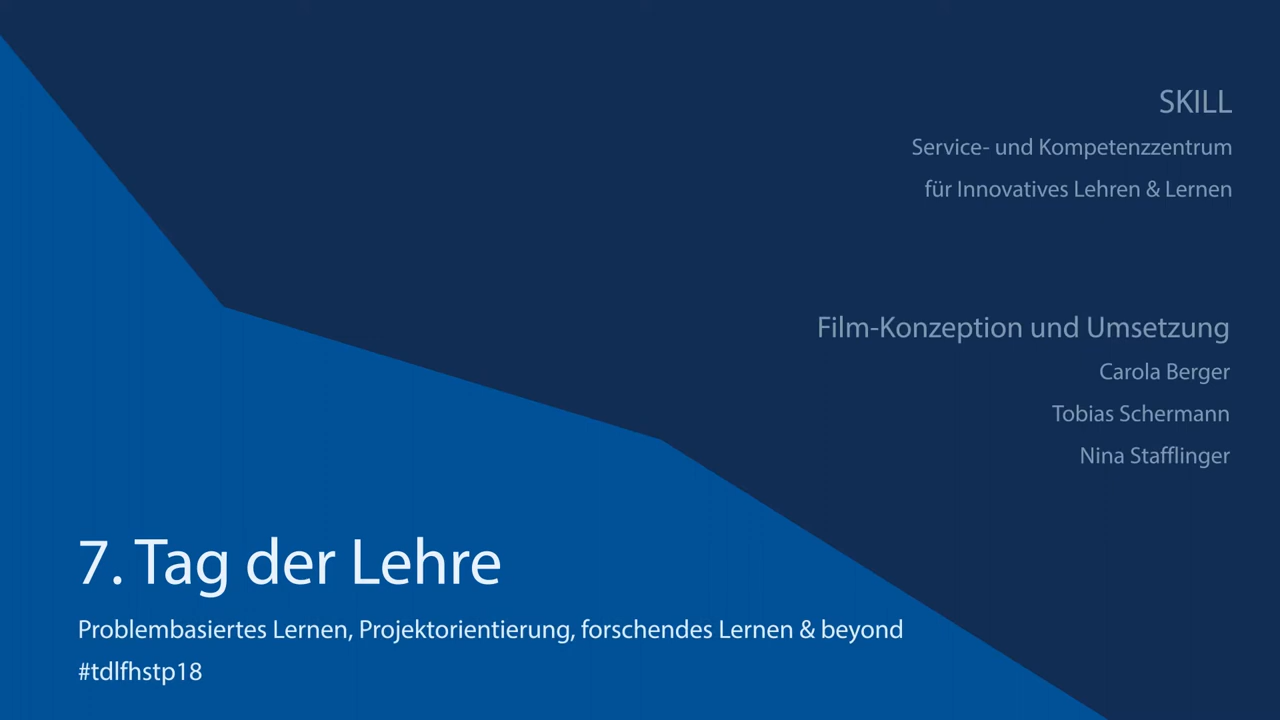 SKILL
Service- und Kompetenzzentrum
für Innovatives Lehren & Lernen
Film-Konzeption und Umsetzung
Carola Berger
Tobias Schermann
Nina Stafflinger
7. Tag der Lehre
Problembasiertes Lernen, Projektorientierung, forschendes Lernen & beyond
#tdlfhstp18